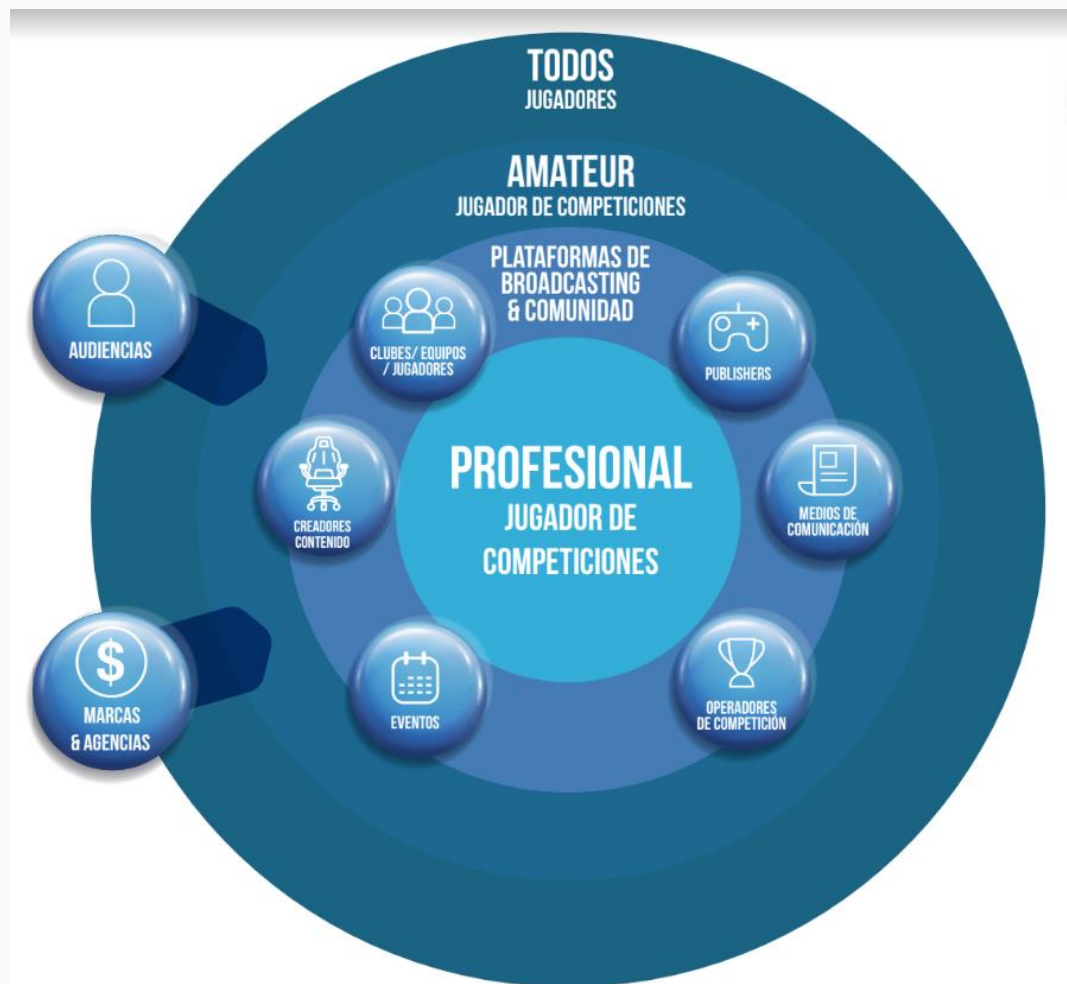 TODOS
JUGADORES
AMATEUR
JUGADOR DE COMPETICIONES
PLATAFORMAS DE
BROADCASTING
& COMUNIDAD
AUDIENCIAS
CLUBES/ EQUIPOS
/ JUGADORES
PUBLISHERS
CREADORES
CONTENIDO
PROFESIONAL
JUGADOR DE
COMPETICIONES
MEDIOS DE
COMUNICACIÓN
$
MARCAS
& AGENCIAS
EVENTOS
OPERADORES
DE COMPETICIÓN